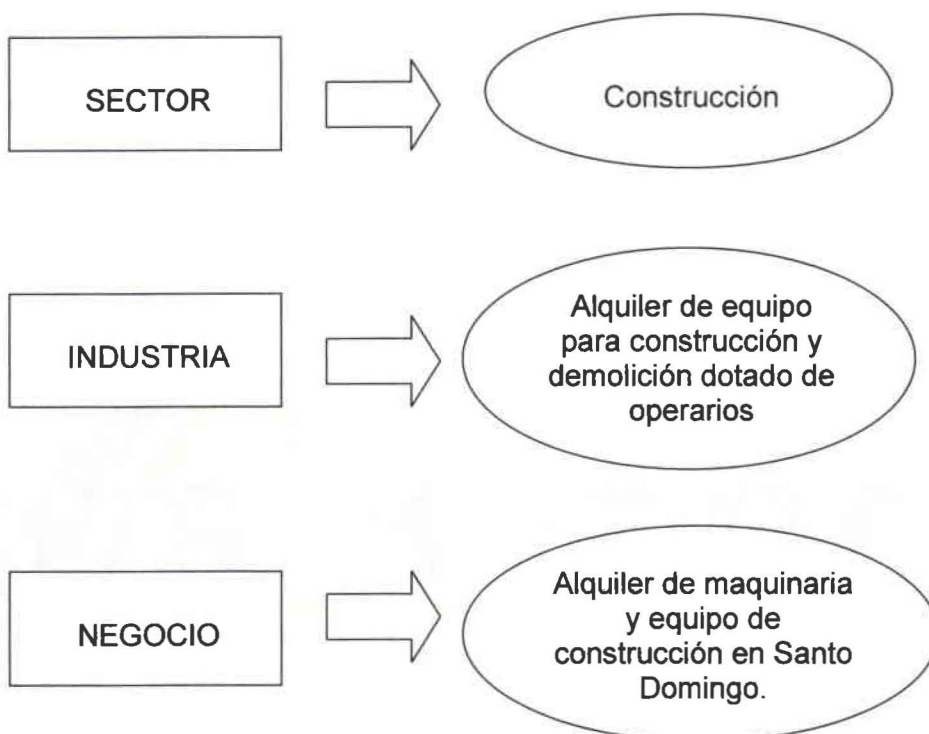 SECTOR
Construcción
INDUSTRIA
Alquiler de equipo
para construcción y
demolición dotado de
operarios
NEGOCIO
Alquiler de maquinaria
y equipo de
construcción en Santo
Domingo.